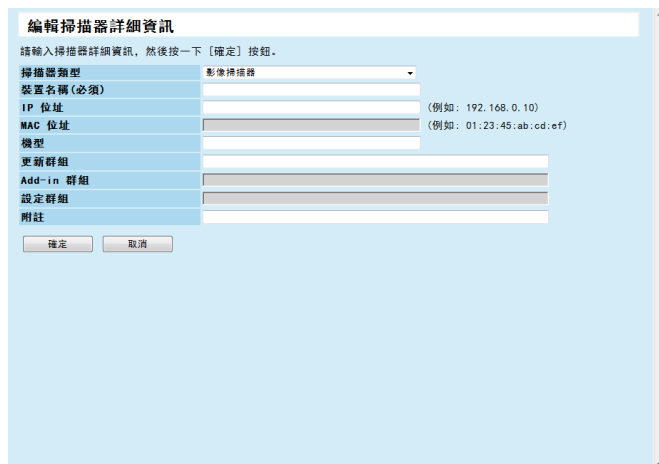 編輯掃描器詳細資訊
請輸入掃描器詳細資訊，然後按一下 [確定] 按鈕。
掃描器類型 影像掃描器
裝置名稱(必須)
IP 位址 (例如: 192.168.0.10)
MAC 位址 (例如: 01:23:45:ab:cd:ef)
機型
更新群組
Add-in 群組
設定群組
附註
確定 取消